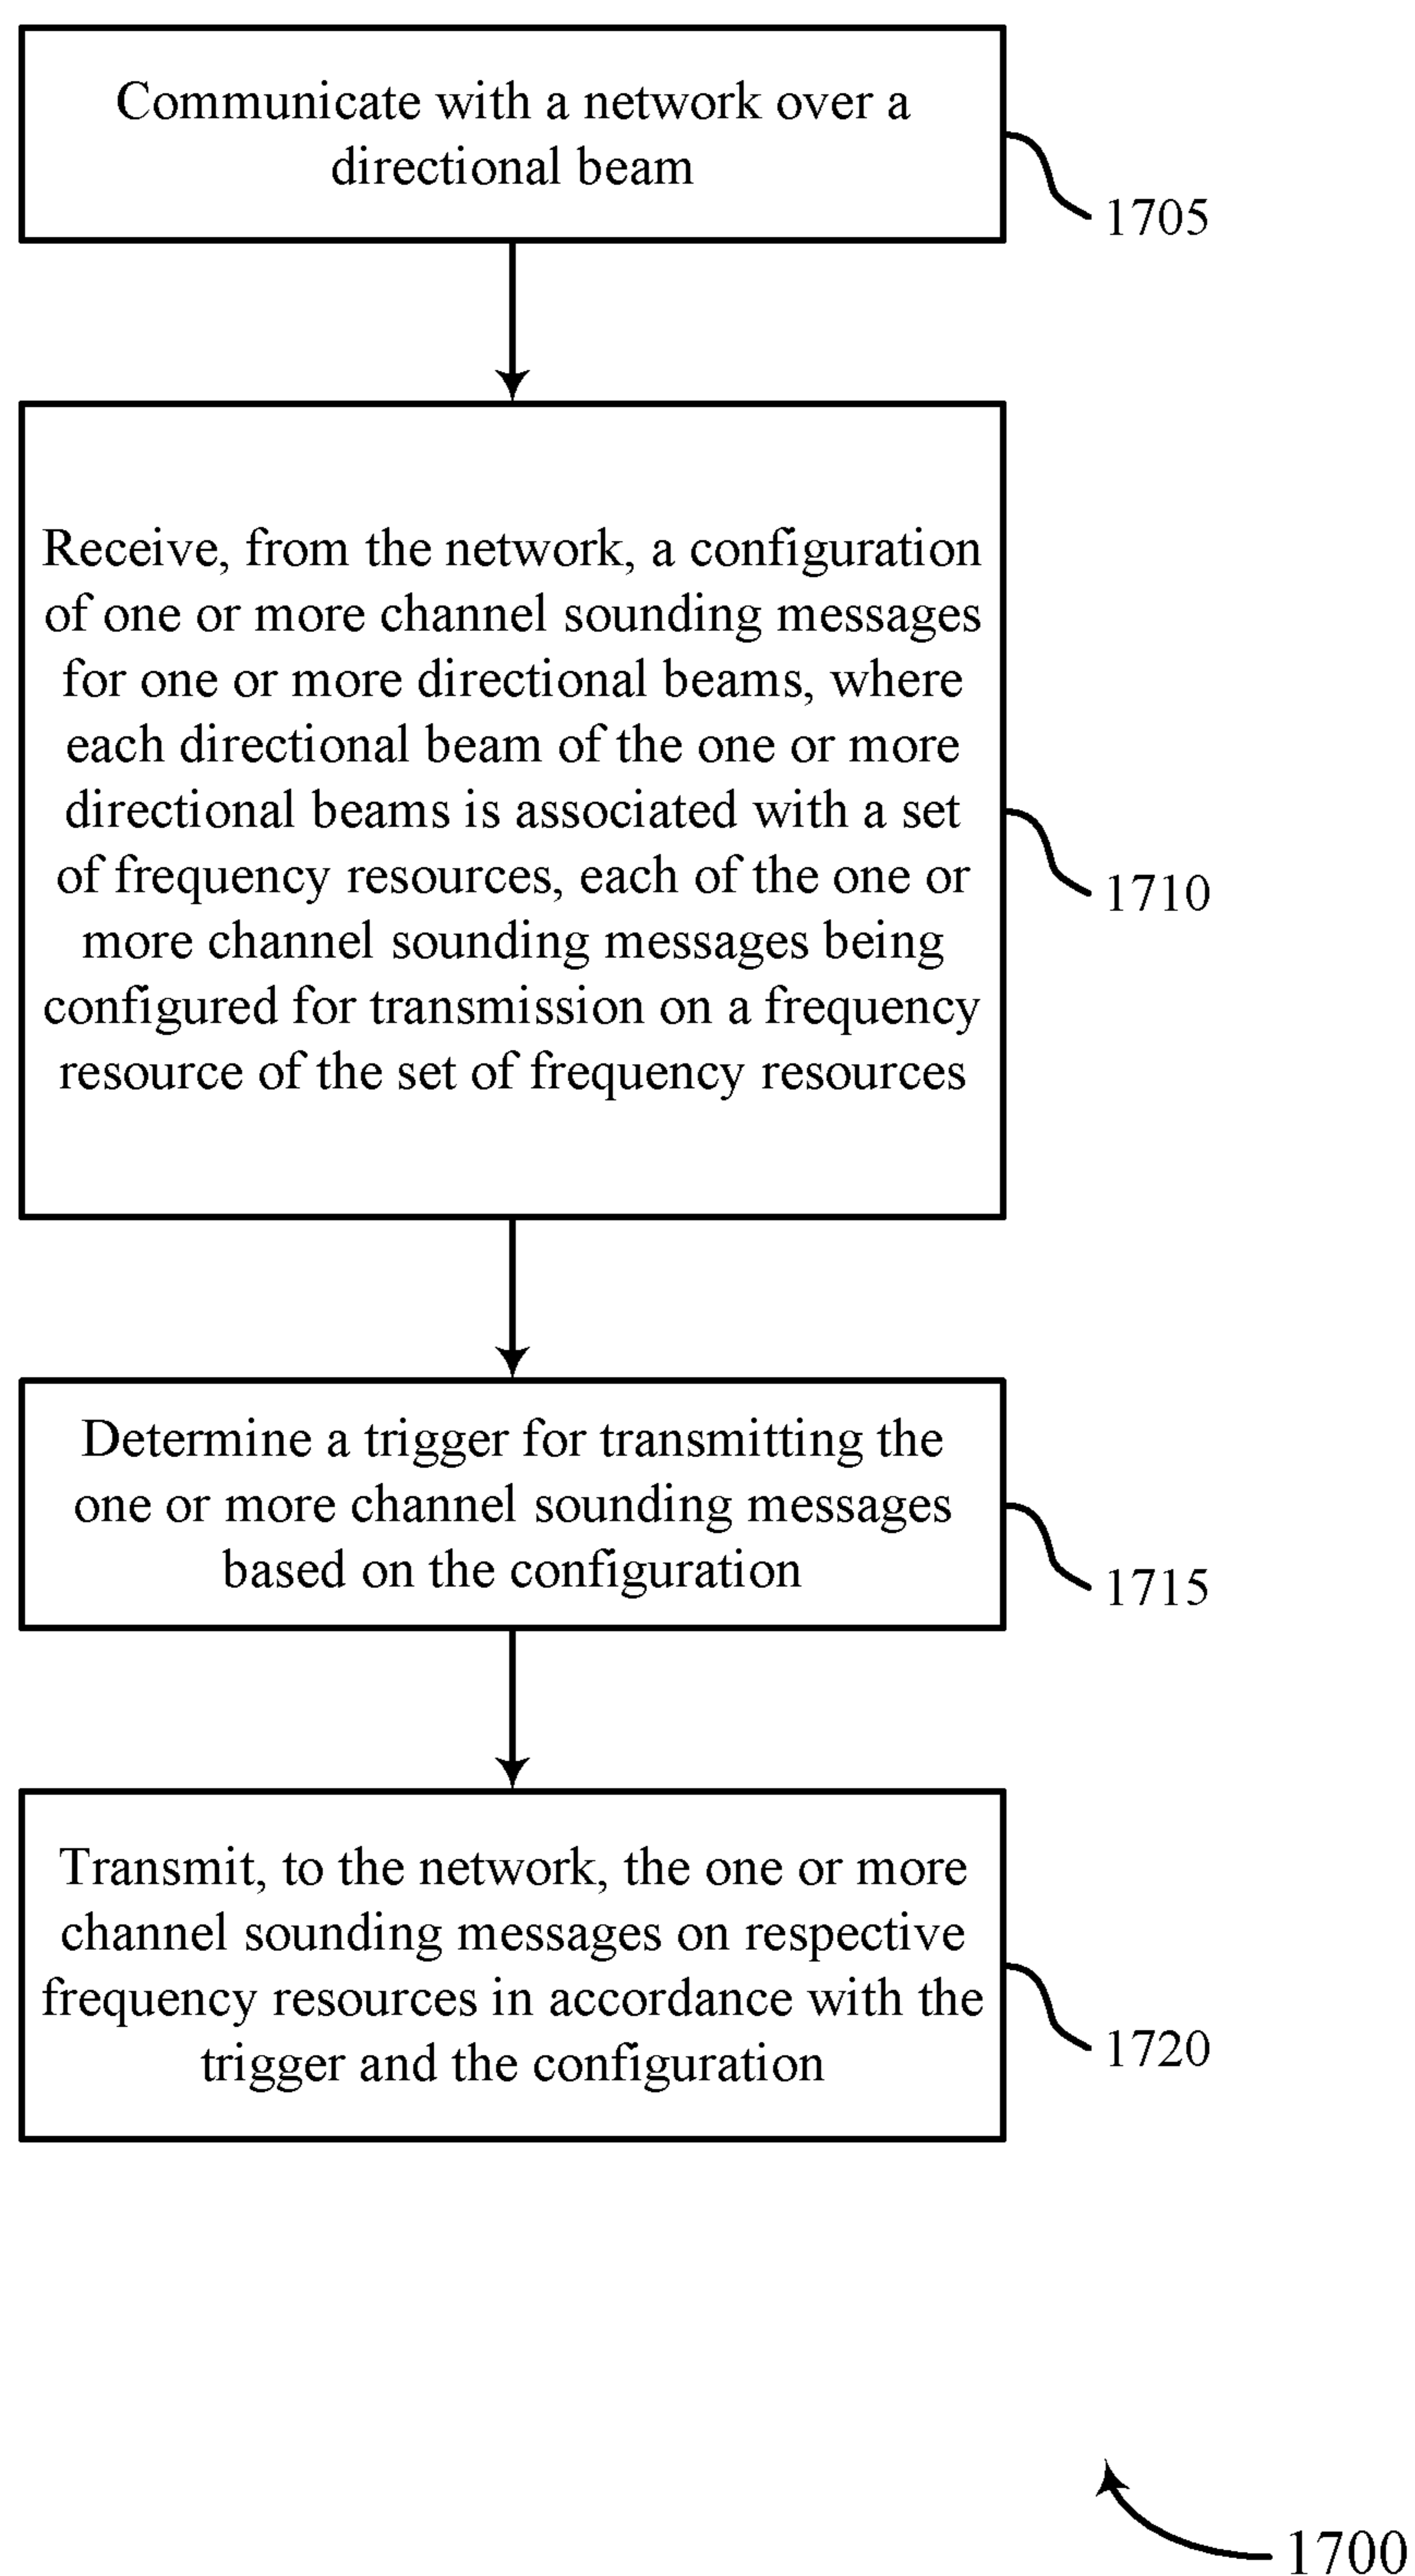 Communicate with a network over a
directional beam
1705
Receive, from the network, a configuration
of one or more channel sounding messages
for one or more directional beams, where
each directional beam of the one or more
directional beams is associated with a set
of frequency resources, each of the one or
more channel sounding messages being
configured for transmission on a frequency
resource of the set of frequency resources
1710
Determine a trigger for transmitting the
one or more channel sounding messages
based on the configuration
1715
Transmit, to the network, the one or more
channel sounding messages on respective
frequency resources in accordance with the
trigger and the configuration
1720
1700